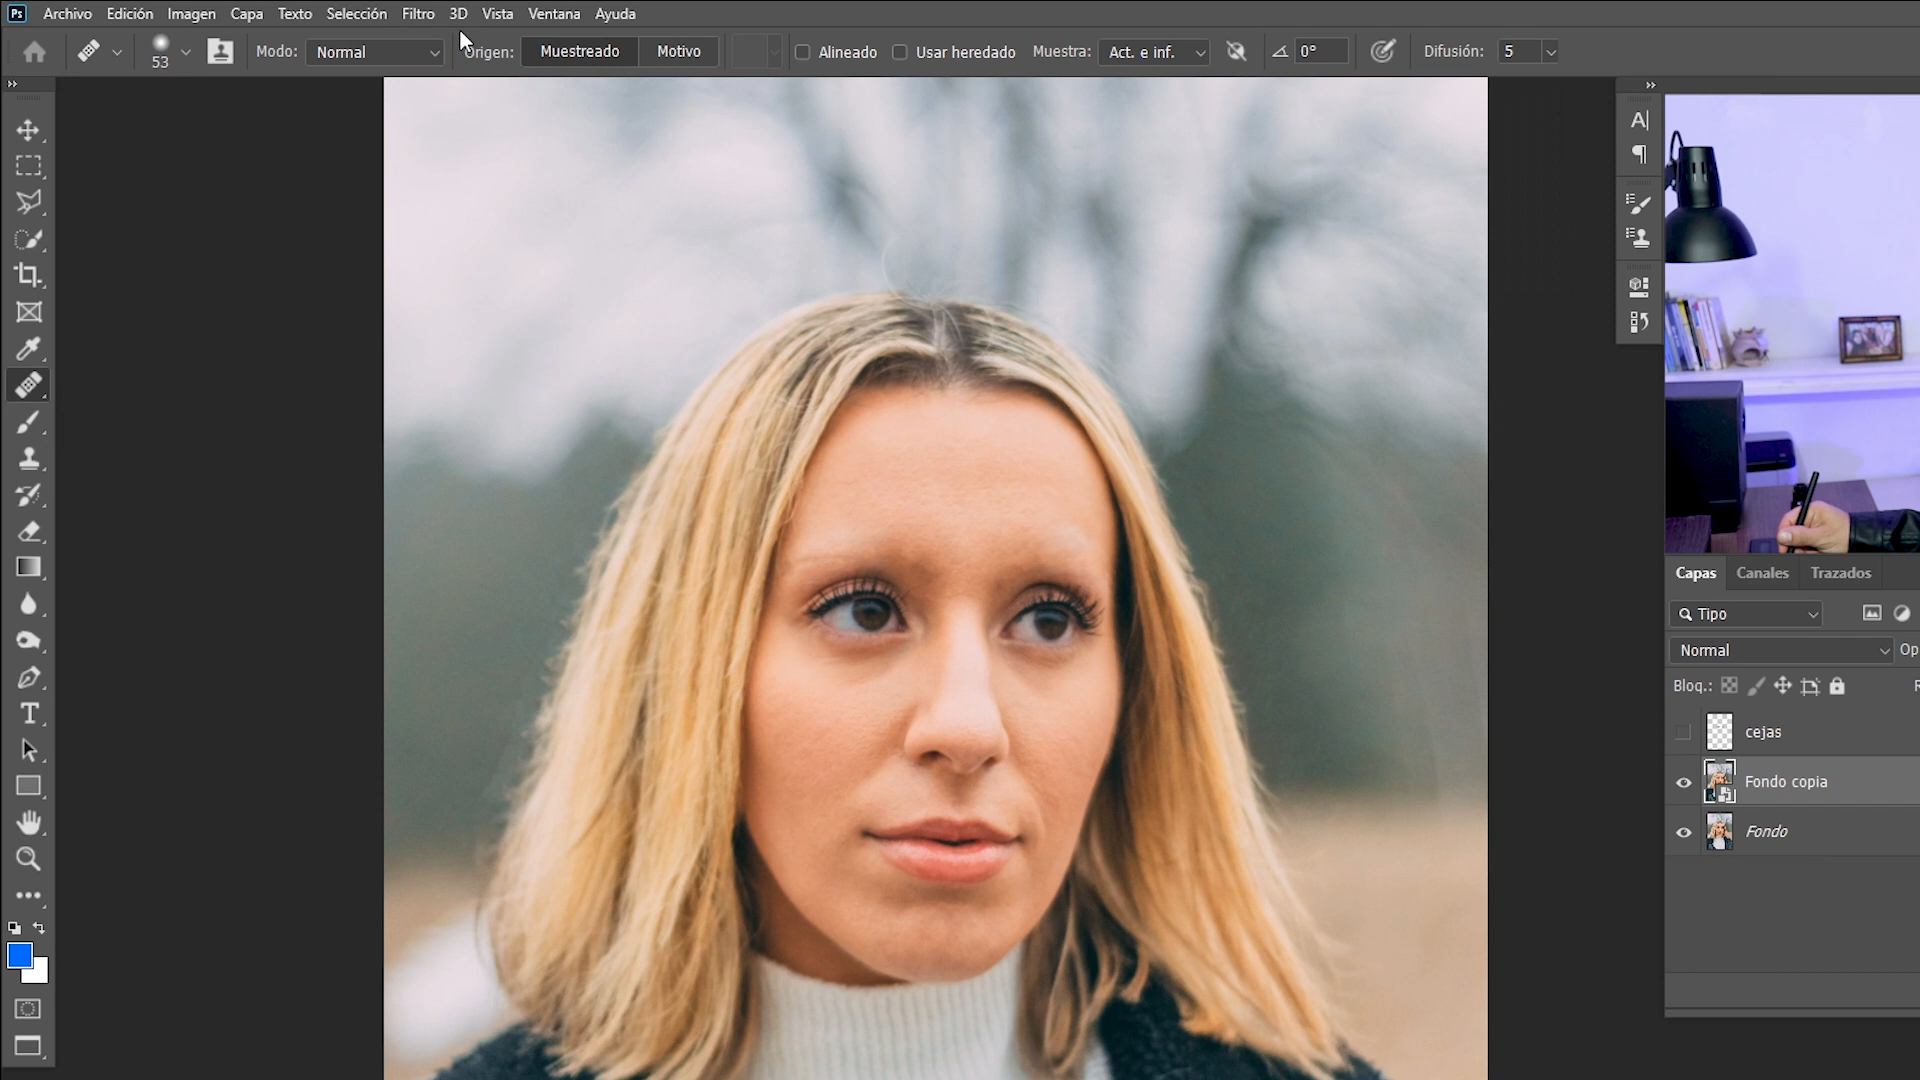 Ps Archivo Edición Imagen Capa Texto Selección Filtro 3D Vista Ventana Ayuda
53 Modo: Normal Origen: Muestreado Motivo Alineado Usar heredado Muestra: Act. e inf. 0° Difusión: 5
Capas Canales Trazados
Tipo
Normal Op
Bloq.:
cejas
Fondo copia
Fondo